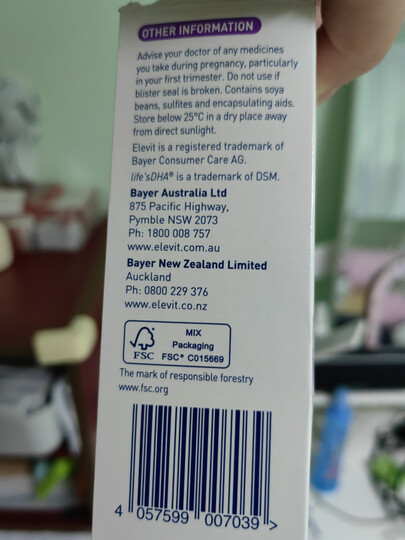 OTHER INFORMATION
Advise your doctor of any medicines
you take during pregnancy, particularly
in your first trimester. Do not use if
blister seal is broken. Contains soya
beans, sulfites and encapsulating aids.
Store below 25°C in a dry place away
from direct sunlight.
Elevit is a registered trademark of
Bayer Consumer Care AG.
life'sDHA® is a trademark of DSM.
Bayer Australia Ltd
875 Pacific Highway,
Pymble NSW 2073
Ph: 1800 008 757
www.elevit.com.au
Bayer New Zealand Limited
Auckland
Ph: 0800 229 376
www.elevit.co.nz
FSC
MIX
Packaging
FSC® C015669
The mark of responsible forestry
www.fsc.org
4 057599 007039 >